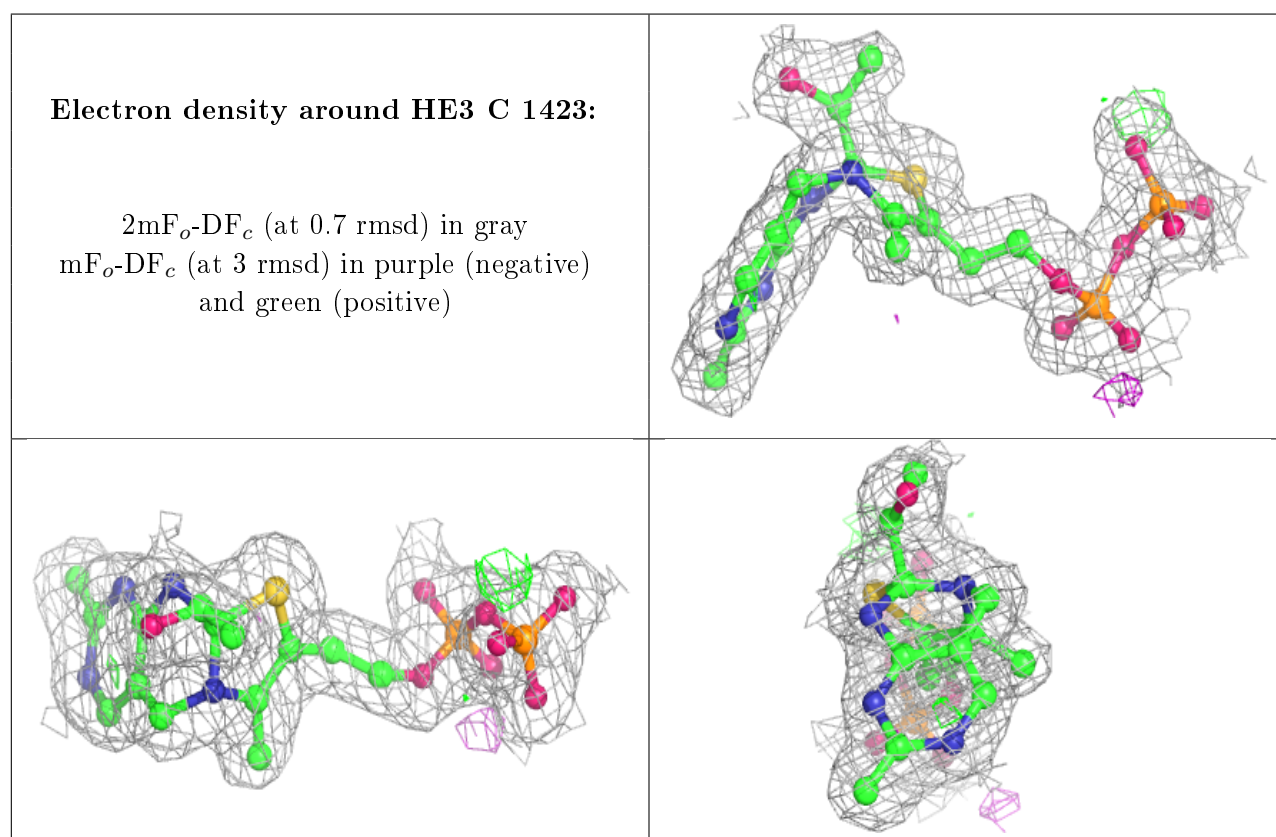 Electron density around HE3 C 1423:
2mFo-DFc (at 0.7 rmsd) in gray
mFo-DFc (at 3 rmsd) in purple (negative)
and green (positive)